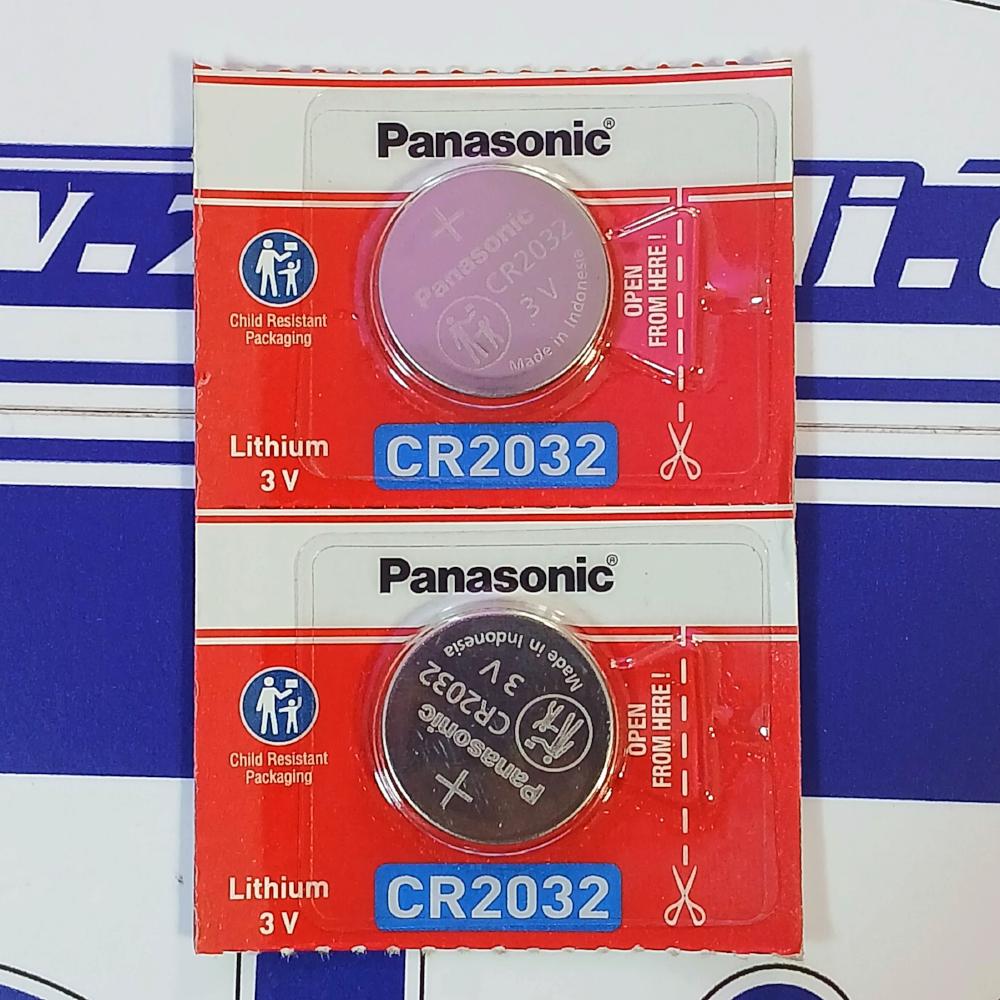 Panasonic®
+
Panasonic
CR2032
3 V
Made in Indonesia
Child Resistant
Packaging
OPEN
FROM HERE !
Lithium
3 V
CR2032
Panasonic®
Made in Indonesia
3 V
CR2032
Panasonic
+
Child Resistant
Packaging
OPEN
FROM HERE !
Lithium
3 V
CR2032